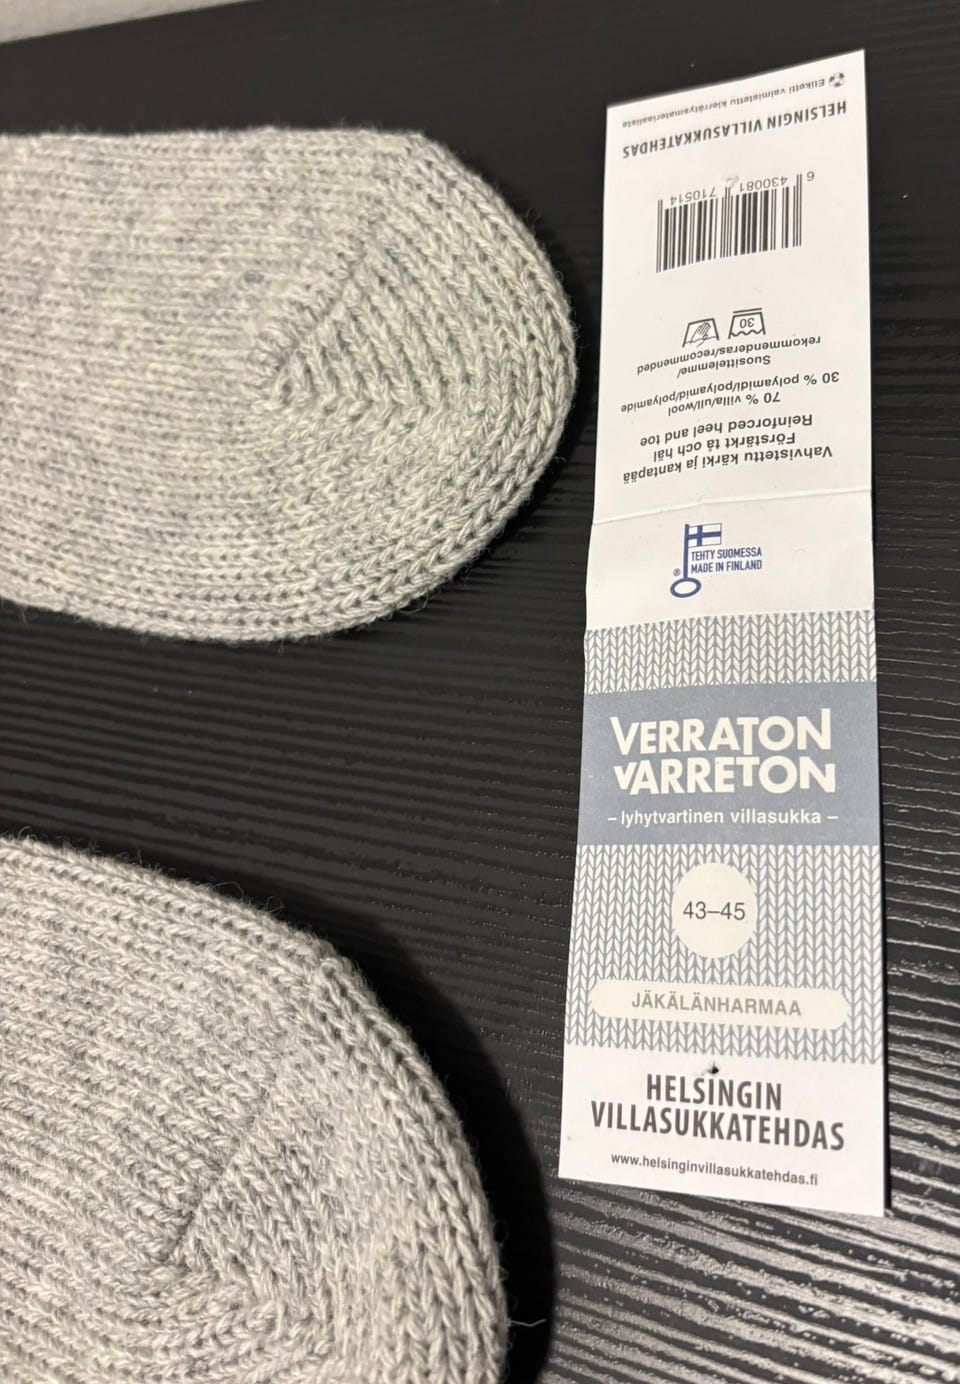 HELSINGIN VILLASUKKATEHDAS
Etiketti valmistettu kierrätysmateriaalista
6 430081 710514
30
Suosittelemme/
rekommenderas/recommended
70 % villa/ull/wool
30 % polyamidi/polyamid/polyamide
Vahvistettu kärki ja kantapää
Förstärkt tå och häl
Reinforced heel and toe
TEHTY SUOMESSA
® MADE IN FINLAND
VERRATON
VARRETON
– lyhytvartinen villasukka –
43–45
JÄKÄLÄNHARMAA
HELSINGIN
VILLASUKKATEHDAS
www.helsinginvillasukkatehdas.fi